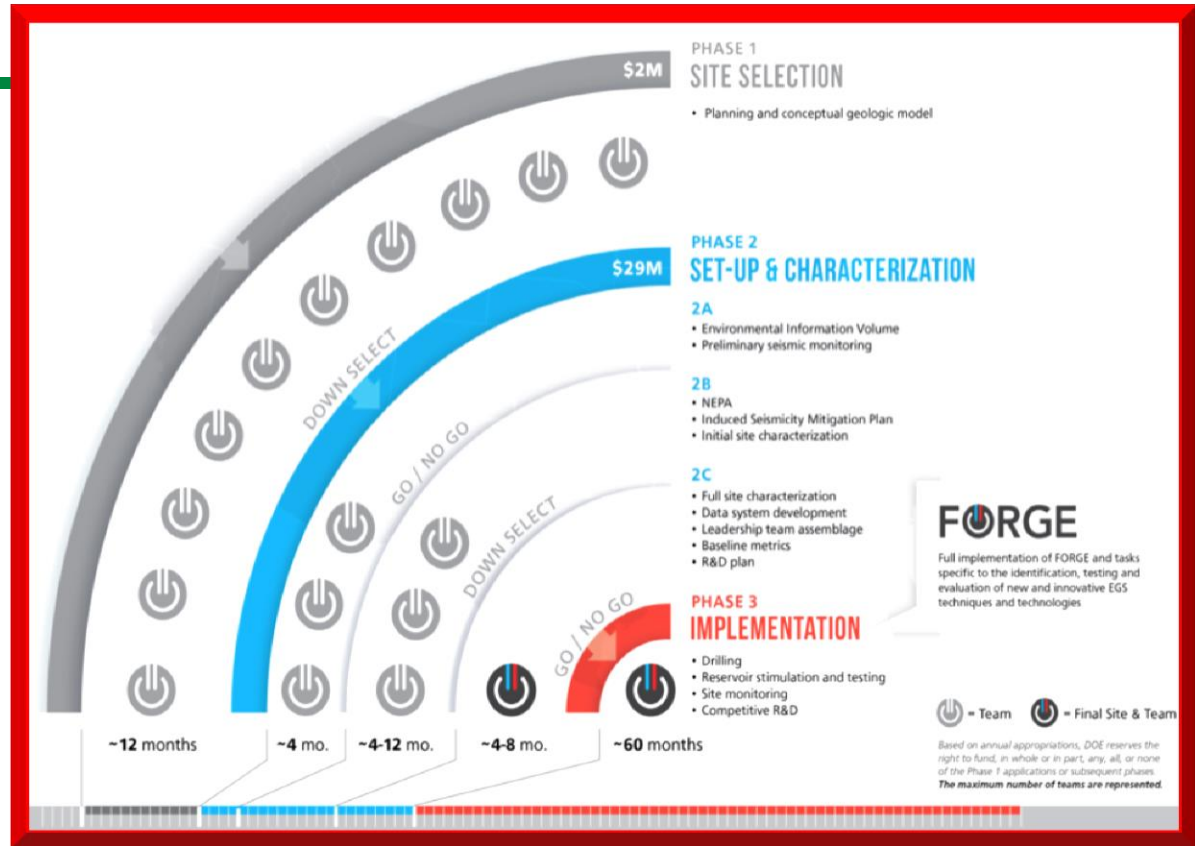 PHASE 1
$2M
SITE SELECTION
• Planning and conceptual geologic model
PHASE 2
$29M
SET-UP & CHARACTERIZATION
2A
• Environmental Information Volume
• Preliminary seismic monitoring
DOWN SELECT
2B
• NEPA
• Induced Seismicity Mitigation Plan
• Initial site characterization
GO / NO GO
2C
• Full site characterization
• Data system development
• Leadership team assemblage
• Baseline metrics
• R&D plan
DOWN SELECT
FORGE
Full implementation of FORGE and tasks
specific to the identification, testing and
evaluation of new and innovative EGS
techniques and technologies
PHASE 3
IMPLEMENTATION
GO / NO GO
• Drilling
• Reservoir stimulation and testing
• Site monitoring
• Competitive R&D
= Team
= Final Site & Team
~12 months
~4 mo.
~4-12 mo.
~4-8 mo.
~60 months
Based on annual appropriations, DOE reserves the
right to fund, in whole or in part, any, all, or none
of the Phase 1 applications or subsequent phases.
The maximum number of teams are represented.